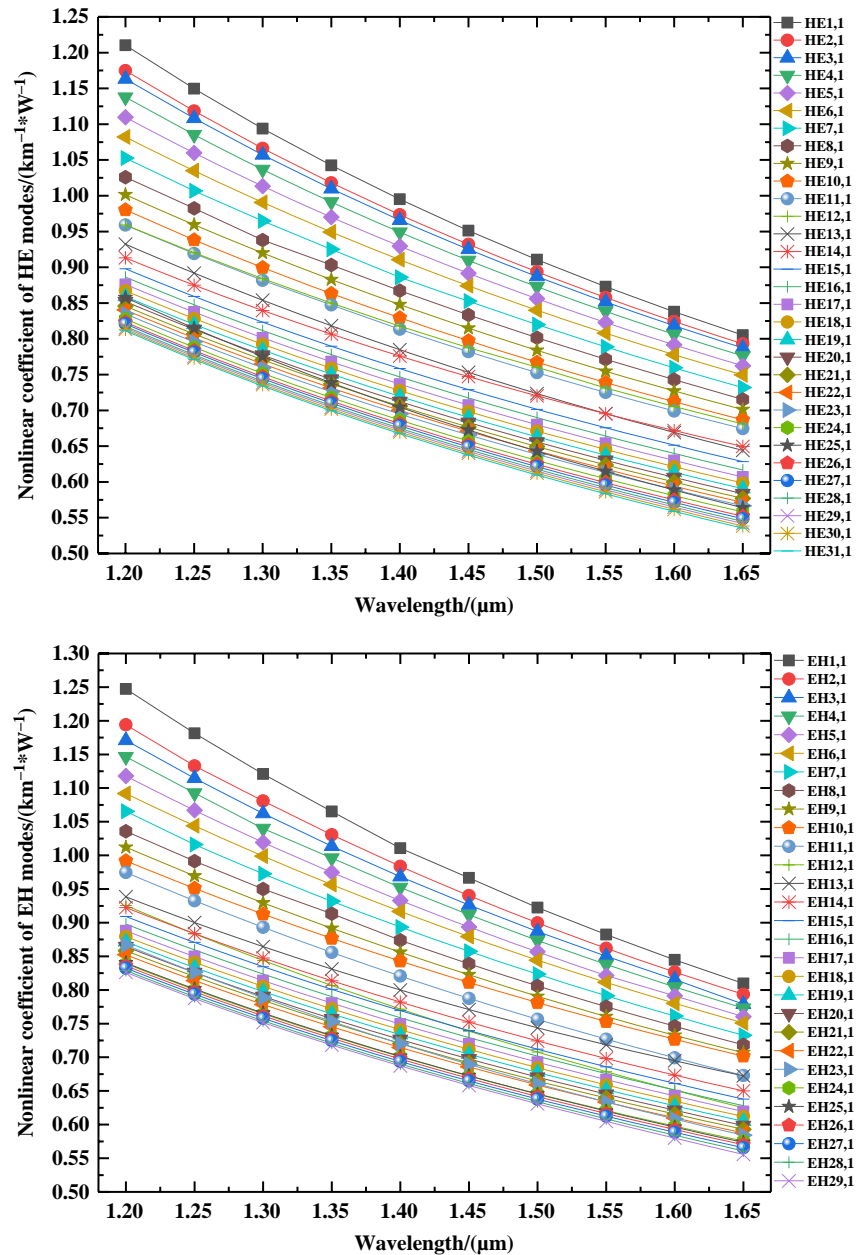 Nonlinear coefficient of HE modes/(km⁻¹*W⁻¹)
1.25
1.20
1.15
1.10
1.05
1.00
0.95
0.90
0.85
0.80
0.75
0.70
0.65
0.60
0.55
0.50
1.20 1.25 1.30 1.35 1.40 1.45 1.50 1.55 1.60 1.65
Wavelength/(μm)
HE1,1
HE2,1
HE3,1
HE4,1
HE5,1
HE6,1
HE7,1
HE8,1
HE9,1
HE10,1
HE11,1
HE12,1
HE13,1
HE14,1
HE15,1
HE16,1
HE17,1
HE18,1
HE19,1
HE20,1
HE21,1
HE22,1
HE23,1
HE24,1
HE25,1
HE26,1
HE27,1
HE28,1
HE29,1
HE30,1
HE31,1
Nonlinear coefficient of EH modes/(km⁻¹*W⁻¹)
1.30
1.25
1.20
1.15
1.10
1.05
1.00
0.95
0.90
0.85
0.80
0.75
0.70
0.65
0.60
0.55
0.50
1.20 1.25 1.30 1.35 1.40 1.45 1.50 1.55 1.60 1.65
Wavelength/(μm)
EH1,1
EH2,1
EH3,1
EH4,1
EH5,1
EH6,1
EH7,1
EH8,1
EH9,1
EH10,1
EH11,1
EH12,1
EH13,1
EH14,1
EH15,1
EH16,1
EH17,1
EH18,1
EH19,1
EH20,1
EH21,1
EH22,1
EH23,1
EH24,1
EH25,1
EH26,1
EH27,1
EH28,1
EH29,1